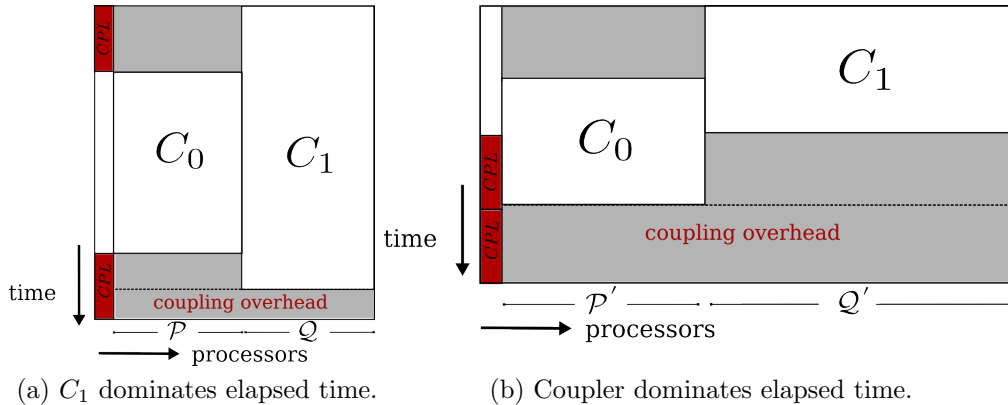 CPL
C₀
C₁
CPL
time
coupling overhead
𝒫
𝒬
processors
(a) C₁ dominates elapsed time.
C₁
CPL
C₀
CPL
time
coupling overhead
𝒫′
𝒬′
processors
(b) Coupler dominates elapsed time.